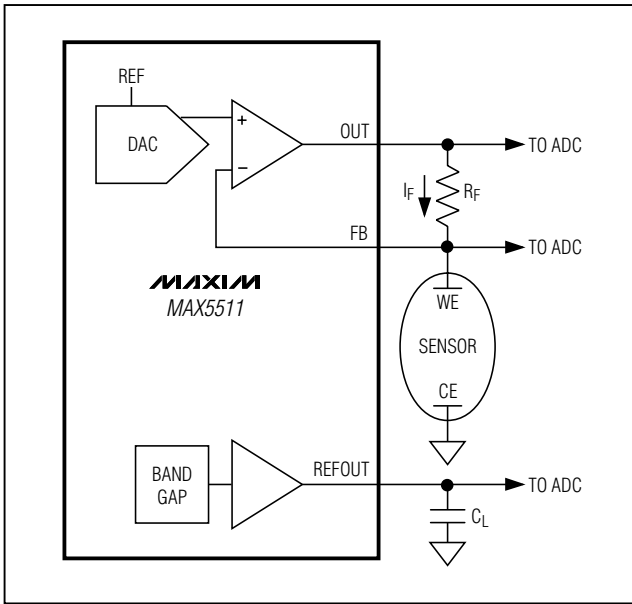 REF
DAC
+
−
OUT
TO ADC
I_F
R_F
FB
TO ADC
MAXIM
MAX5511
WE
SENSOR
CE
BAND
GAP
REFOUT
TO ADC
C_L